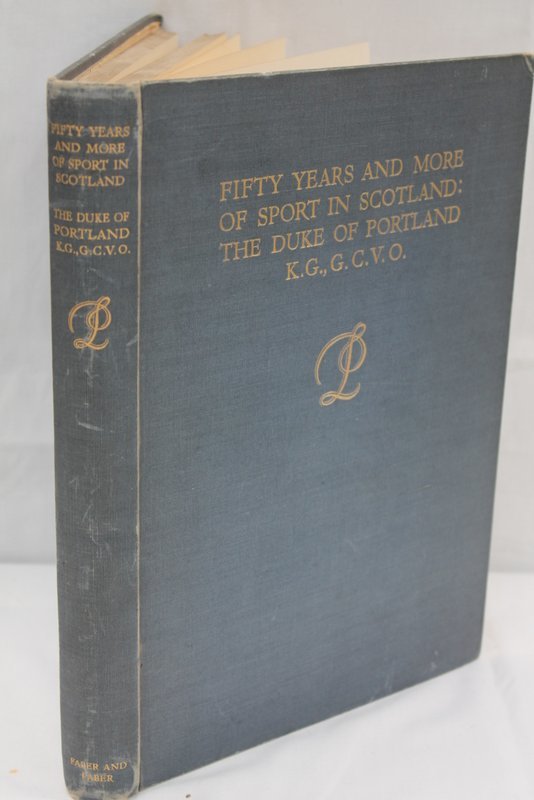 FIFTY YEARS
AND MORE
OF SPORT IN
SCOTLAND
THE DUKE OF
PORTLAND
K.G., G.C.V.O.
P
FABER AND
FABER
FIFTY YEARS AND MORE
OF SPORT IN SCOTLAND:
THE DUKE OF PORTLAND
K.G., G.C.V.O.
P